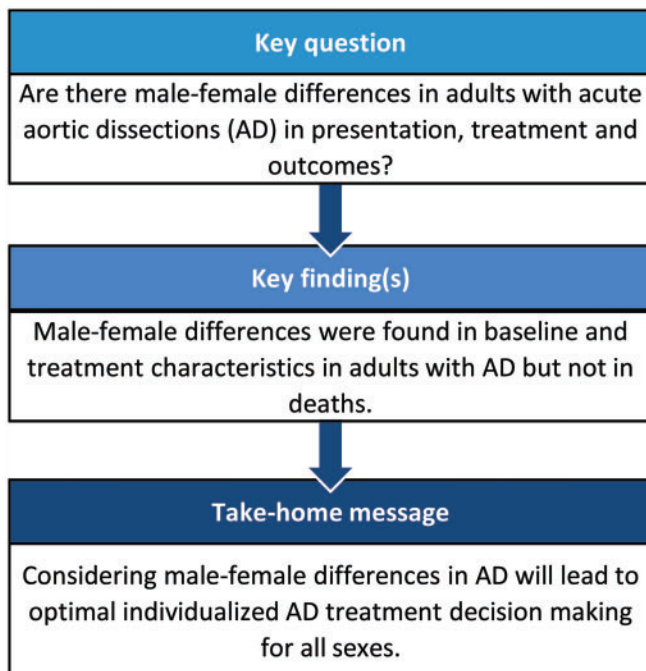 Key question
Are there male-female differences in adults with acute
aortic dissections (AD) in presentation, treatment and
outcomes?
Key finding(s)
Male-female differences were found in baseline and
treatment characteristics in adults with AD but not in
deaths.
Take-home message
Considering male-female differences in AD will lead to
optimal individualized AD treatment decision making
for all sexes.